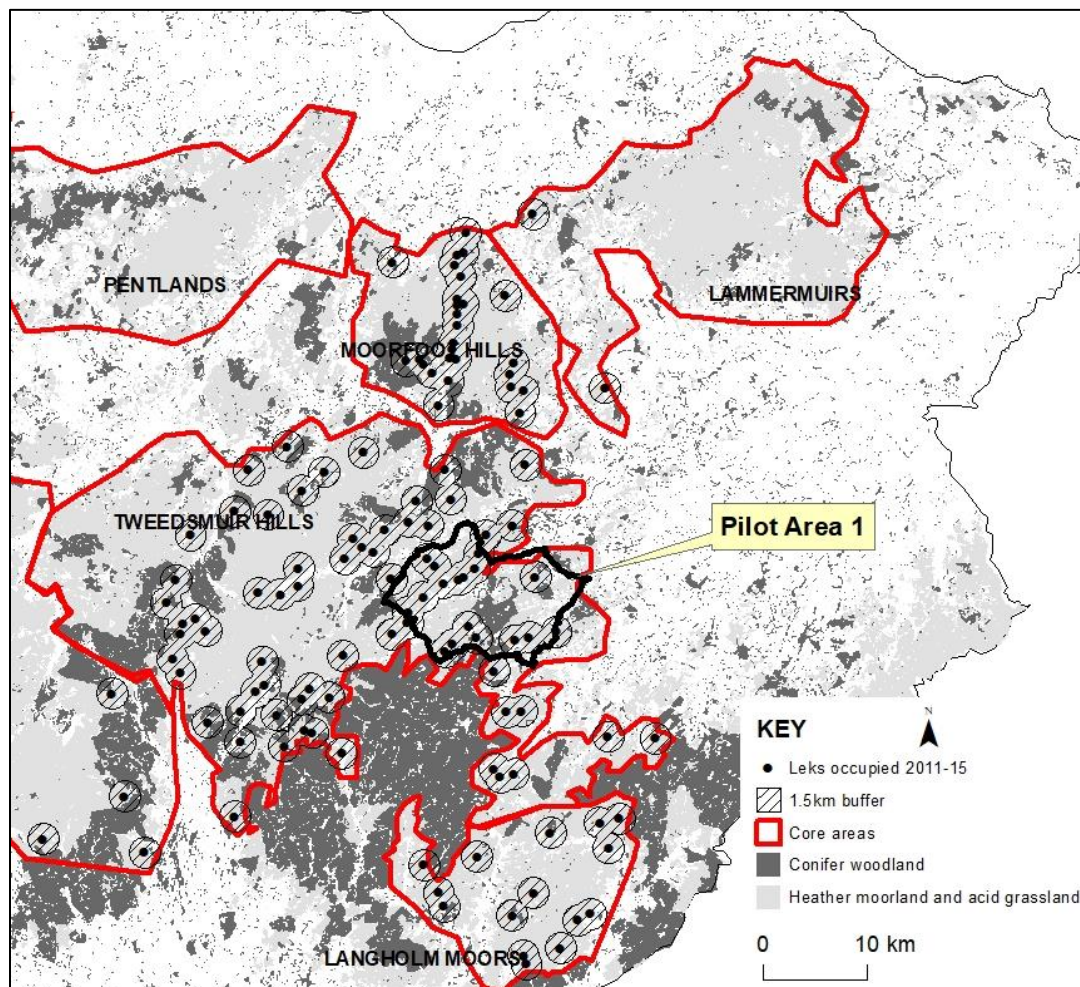 PENTLANDS
LAMMERMUIRS
MOORFOOT HILLS
TWEEDSMUIR HILLS
Pilot Area 1
LANGHOLM MOORS
KEY
N
Leks occupied 2011-15
1.5km buffer
Core areas
Conifer woodland
Heather moorland and acid grassland
0 10 km